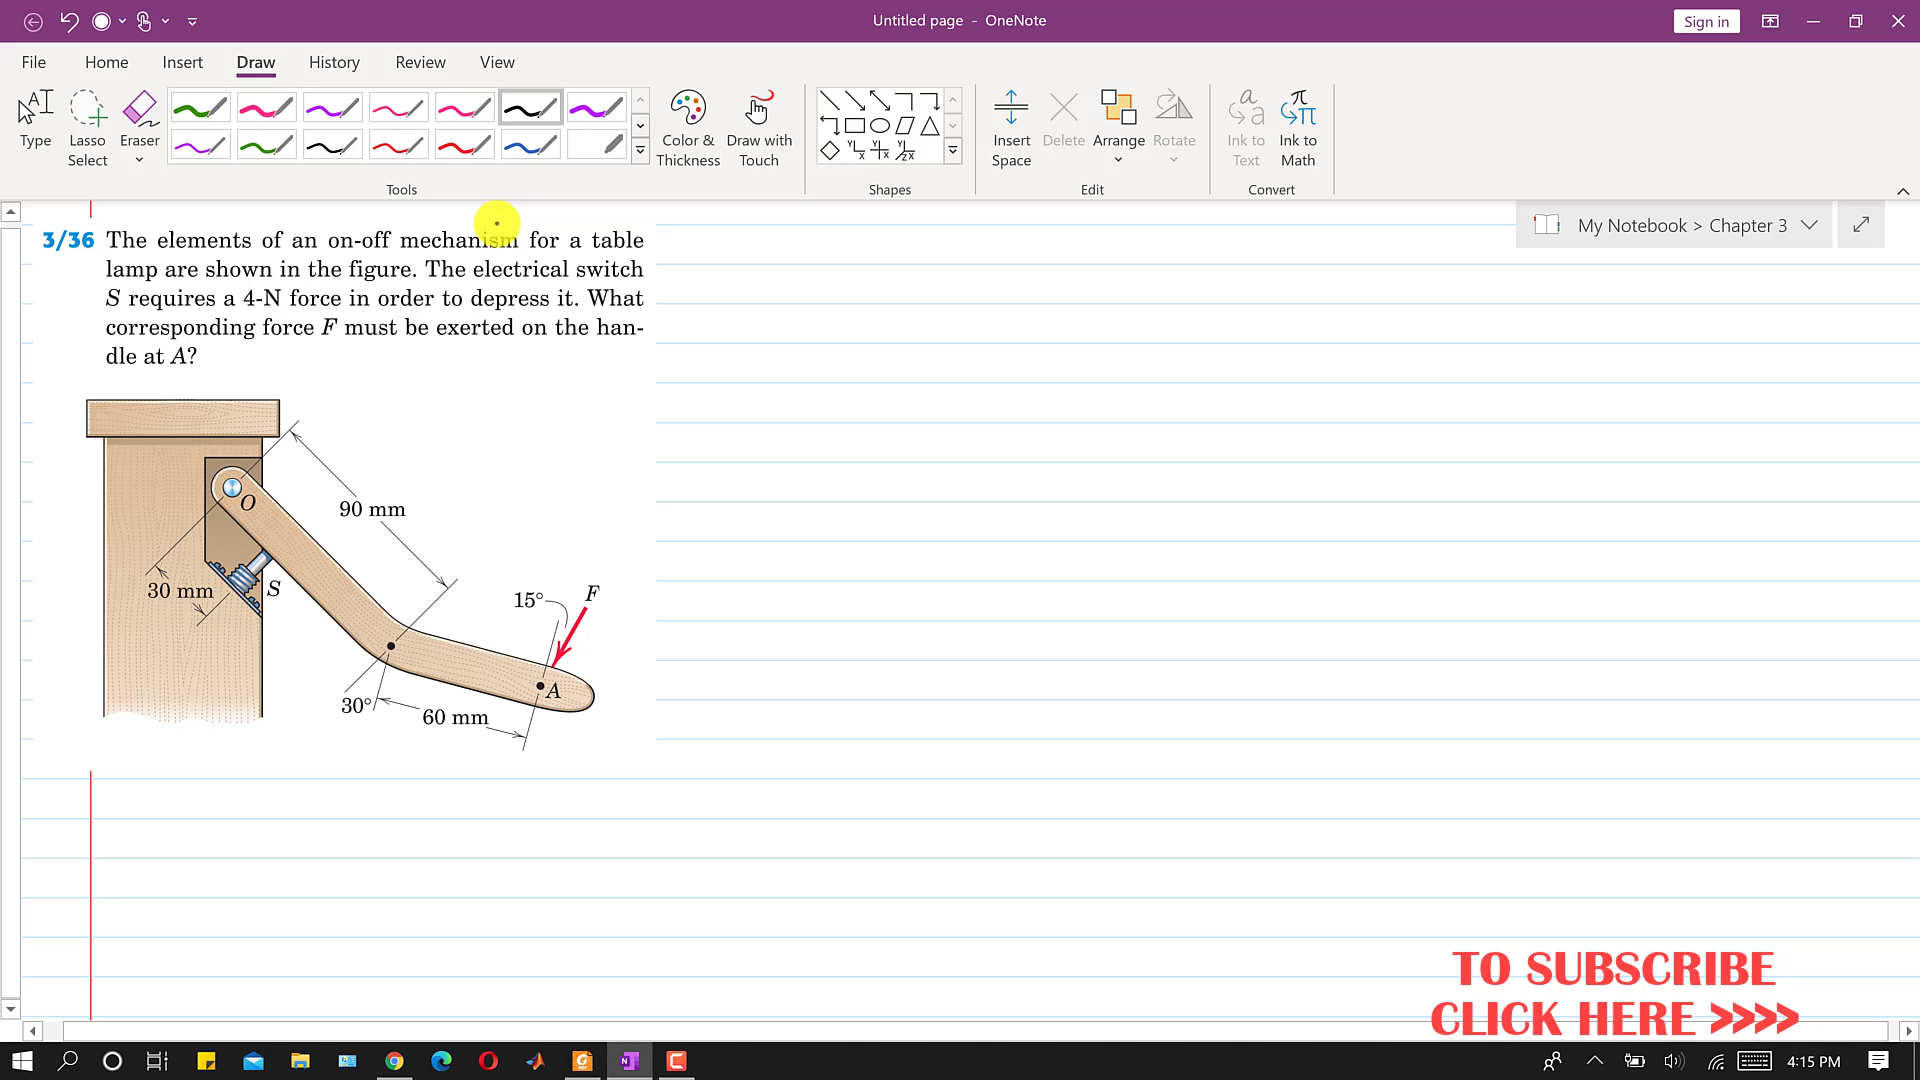 Untitled page - OneNote
Sign in
File Home Insert Draw History Review View
Type
Lasso Select
Eraser
Color & Thickness
Draw with Touch
Insert Space
Delete
Arrange
Rotate
Ink to Text
Ink to Math
Tools
Shapes
Edit
Convert
My Notebook > Chapter 3
3/36 The elements of an on-off mechanism for a table
lamp are shown in the figure. The electrical switch
S requires a 4-N force in order to depress it. What
corresponding force F must be exerted on the han-
dle at A?
O
90 mm
30 mm
S
15°
F
A
30°
60 mm
TO SUBSCRIBE
CLICK HERE >>>>
4:15 PM